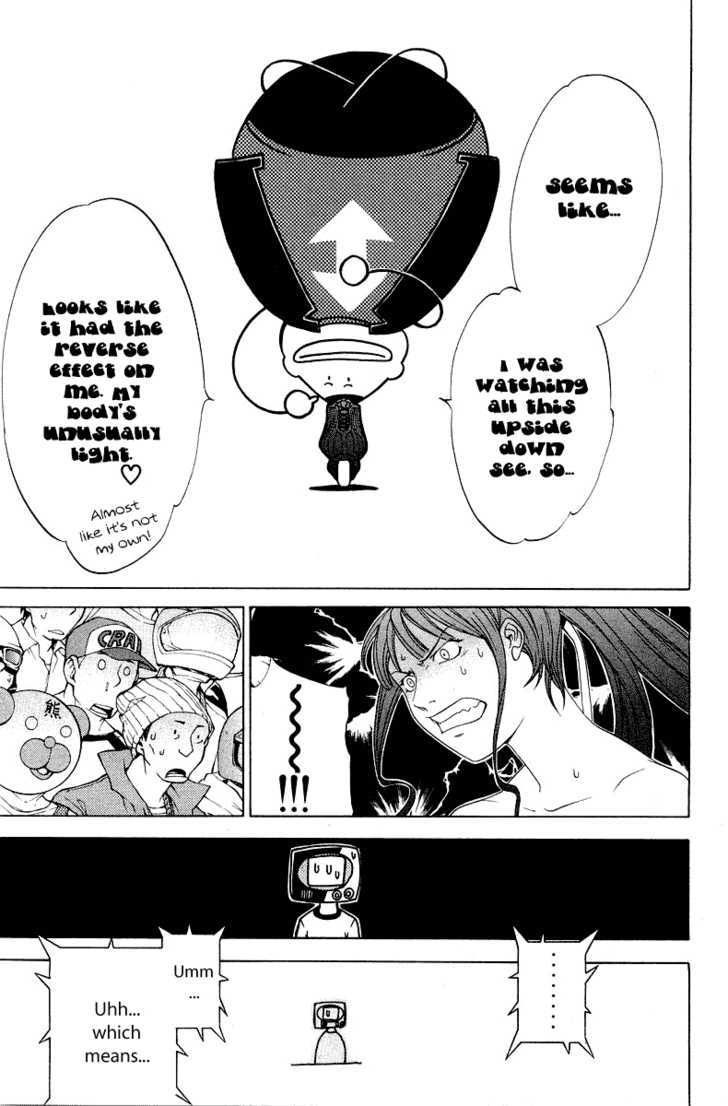 seems
like...
I was
watching
all this
upside
down
see, so...
Looks like
it had the
reverse
effect on
me. My
body's
unusually
light.
♡
Almost
like it's not
my own!
!!!
CRA
熊
.........
Umm
...
Uhh...
which
means...